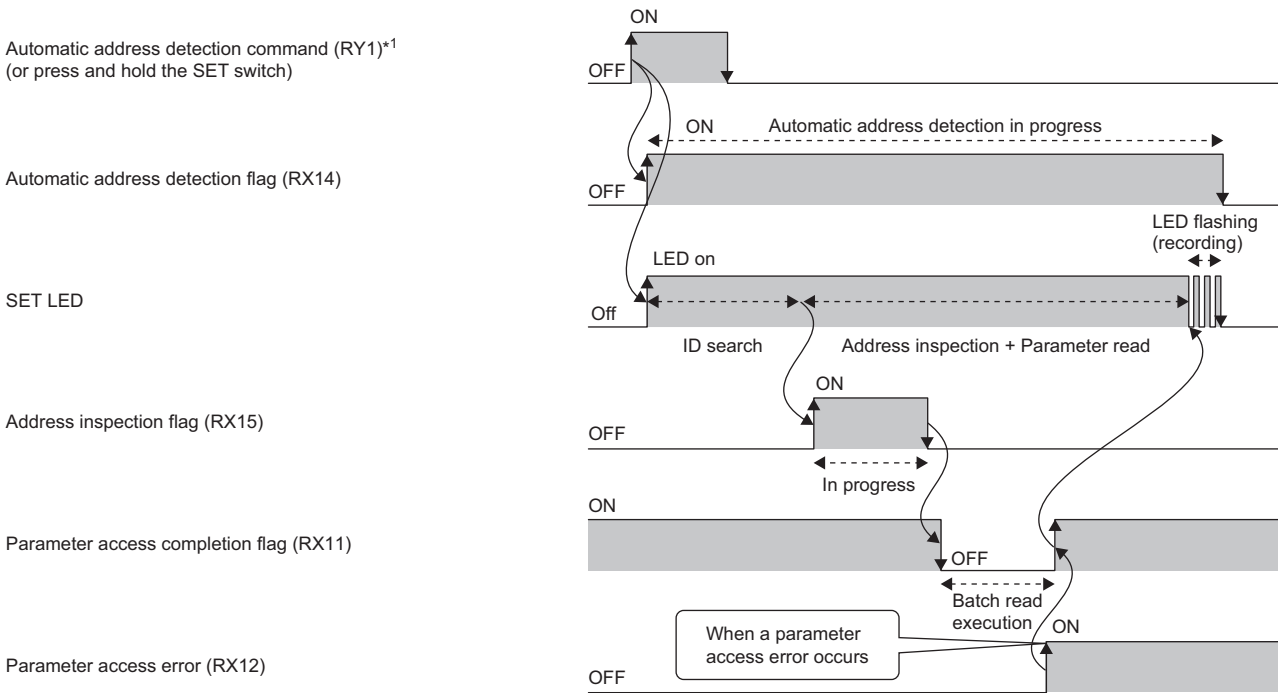 ON
Automatic address detection command (RY1)*1
(or press and hold the SET switch)
OFF
ON
Automatic address detection in progress
Automatic address detection flag (RX14)
OFF
LED flashing
(recording)
LED on
SET LED
Off
ID search
Address inspection + Parameter read
ON
Address inspection flag (RX15)
OFF
In progress
ON
Parameter access completion flag (RX11)
OFF
Batch read
execution
When a parameter
access error occurs
ON
Parameter access error (RX12)
OFF